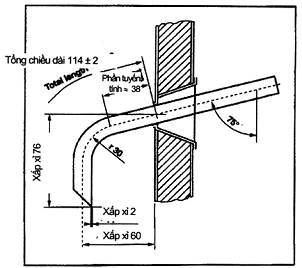 Tổng chiều dài 114 ± 2
Total length
Phần tuyến
tính ≈ 38
Xấp xỉ 76
r 30
75°
Xấp xỉ 2
Xấp xỉ 60